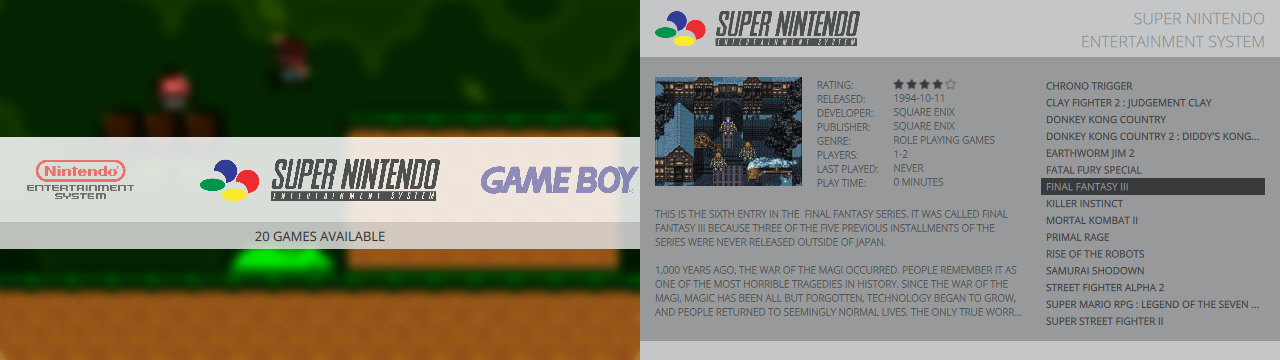 Nintendo
ENTERTAINMENT
SYSTEM
SUPER NINTENDO
ENTERTAINMENT SYSTEM
GAME BOY
20 GAMES AVAILABLE
SUPER NINTENDO
ENTERTAINMENT SYSTEM
SUPER NINTENDO
ENTERTAINMENT SYSTEM
RATING:
RELEASED: 1994-10-11
DEVELOPER: SQUARE ENIX
PUBLISHER: SQUARE ENIX
GENRE: ROLE PLAYING GAMES
PLAYERS: 1-2
LAST PLAYED: NEVER
PLAY TIME: 0 MINUTES
THIS IS THE SIXTH ENTRY IN THE FINAL FANTASY SERIES. IT WAS CALLED FINAL
FANTASY III BECAUSE THREE OF THE FIVE PREVIOUS INSTALLMENTS OF THE
SERIES WERE NEVER RELEASED OUTSIDE OF JAPAN.
1,000 YEARS AGO, THE WAR OF THE MAGI OCCURRED. PEOPLE REMEMBER IT AS
ONE OF THE MOST HORRIBLE TRAGEDIES IN HISTORY. SINCE THE WAR OF THE
MAGI, MAGIC HAS BEEN ALL BUT FORGOTTEN, TECHNOLOGY BEGAN TO GROW,
AND PEOPLE RETURNED TO SEEMINGLY NORMAL LIVES. THE ONLY TRUE WORR...
CHRONO TRIGGER
CLAY FIGHTER 2 : JUDGEMENT CLAY
DONKEY KONG COUNTRY
DONKEY KONG COUNTRY 2 : DIDDY'S KONG...
EARTHWORM JIM 2
FATAL FURY SPECIAL
FINAL FANTASY III
KILLER INSTINCT
MORTAL KOMBAT II
PRIMAL RAGE
RISE OF THE ROBOTS
SAMURAI SHODOWN
STREET FIGHTER ALPHA 2
SUPER MARIO RPG : LEGEND OF THE SEVEN ...
SUPER STREET FIGHTER II